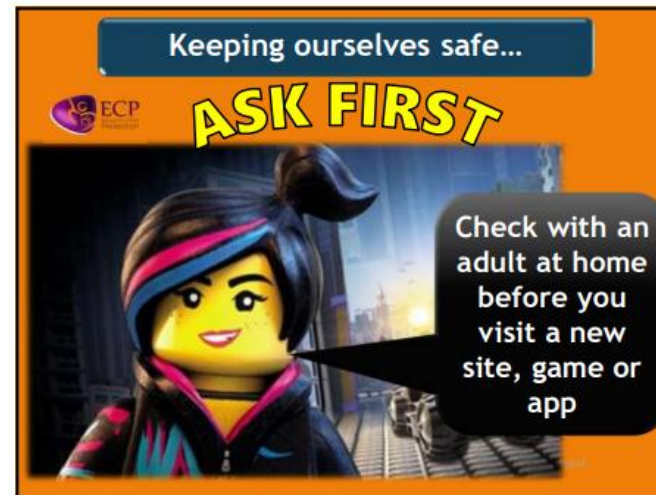 Keeping ourselves safe...
ECP
ASK FIRST
Check with an
adult at home
before you
visit a new
site, game or
app